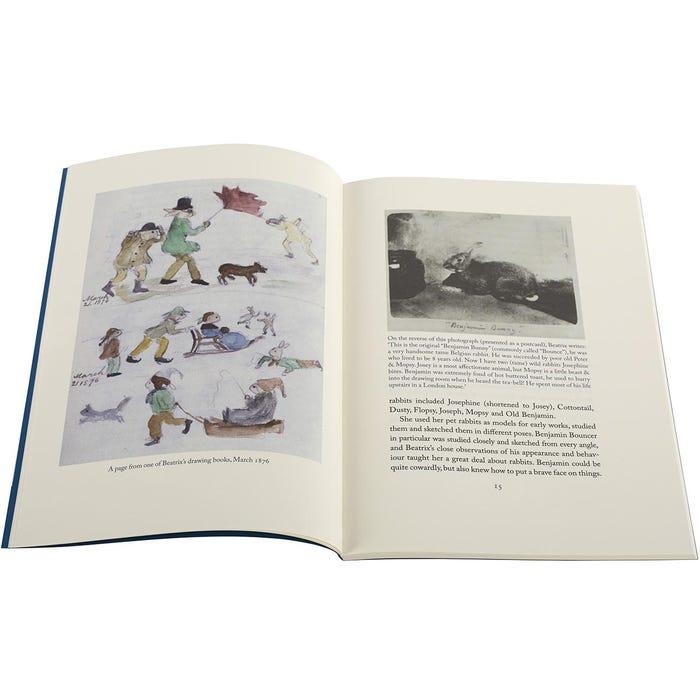 March
21. 1876
March
21 1876
A page from one of Beatrix's drawing books, March 1876
"Benjamin Bunny"
On the reverse of this photograph (presented as a postcard), Beatrix writes:
'This is the original "Benjamin Bunny" (commonly called "Bounce"), he was
a very handsome tame Belgian rabbit. He was succeeded by poor old Peter
who lived to be 8 years old. Now I have two (tame) wild rabbits Josephine
& Mopsy. Josey is a most affectionate animal, but Mopsy is a little beast &
bites. Benjamin was extremely fond of hot buttered toast, he used to hurry
into the drawing room when he heard the tea-bell! He spent most of his life
upstairs in a London house.'
rabbits included Josephine (shortened to Josey), Cottontail,
Dusty, Flopsy, Joseph, Mopsy and Old Benjamin.
She used her pet rabbits as models for early works, studied
them and sketched them in different poses. Benjamin Bouncer
in particular was studied closely and sketched from every angle,
and Beatrix's close observations of his appearance and behav-
iour taught her a great deal about rabbits. Benjamin could be
quite cowardly, but also knew how to put a brave face on things.
15